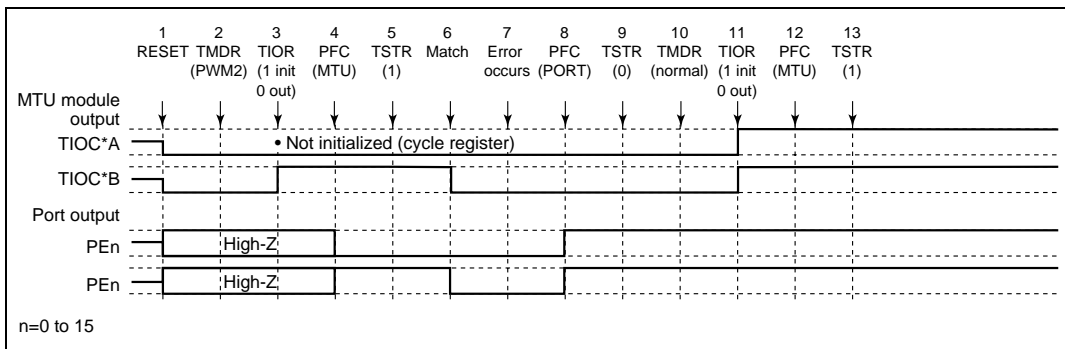 1 2 3 4 5 6 7 8 9 10 11 12 13
RESET TMDR TIOR PFC TSTR Match Error PFC TSTR TMDR TIOR PFC TSTR
(PWM2) (1 init (MTU) (1) occurs (PORT) (0) (normal) (1 init (MTU) (1)
0 out) 0 out)
MTU module
output
TIOC*A • Not initialized (cycle register)
TIOC*B
Port output
PEn High-Z
PEn High-Z
n=0 to 15